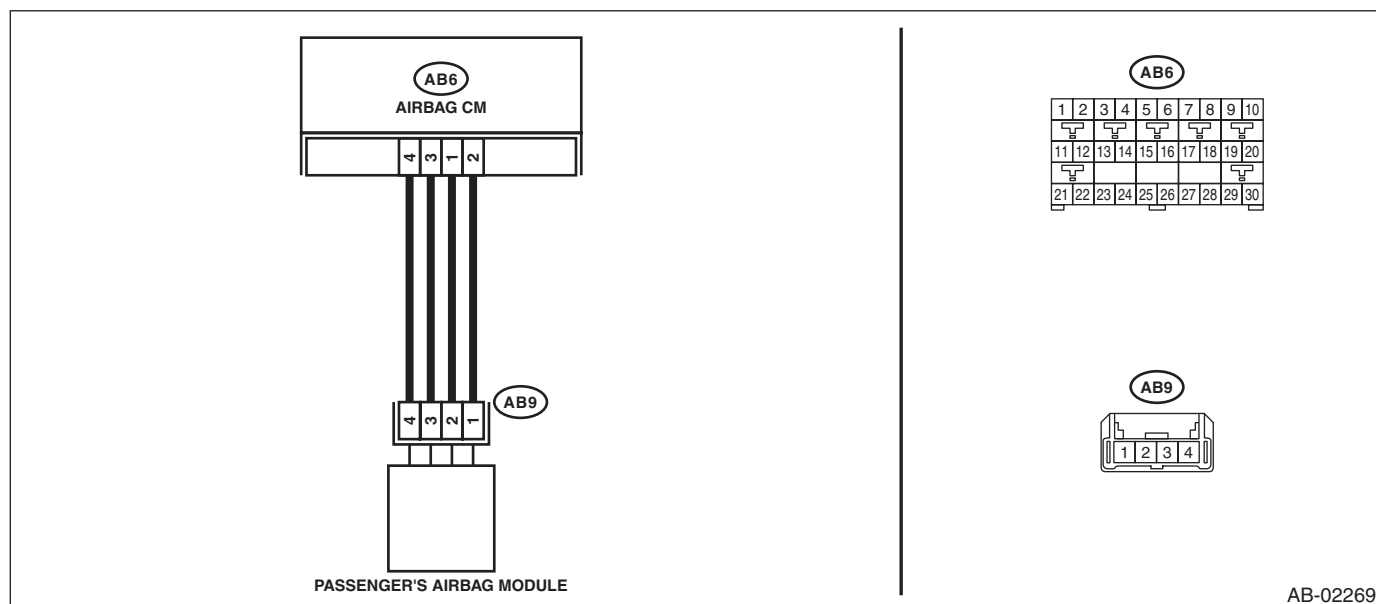 AB6
AIRBAG CM
4 3 1 2
AB9
4 3 2 1
PASSENGER'S AIRBAG MODULE
AB6
1 2 3 4 5 6 7 8 9 10
11 12 13 14 15 16 17 18 19 20
21 22 23 24 25 26 27 28 29 30
AB9
1 2 3 4
AB-02269